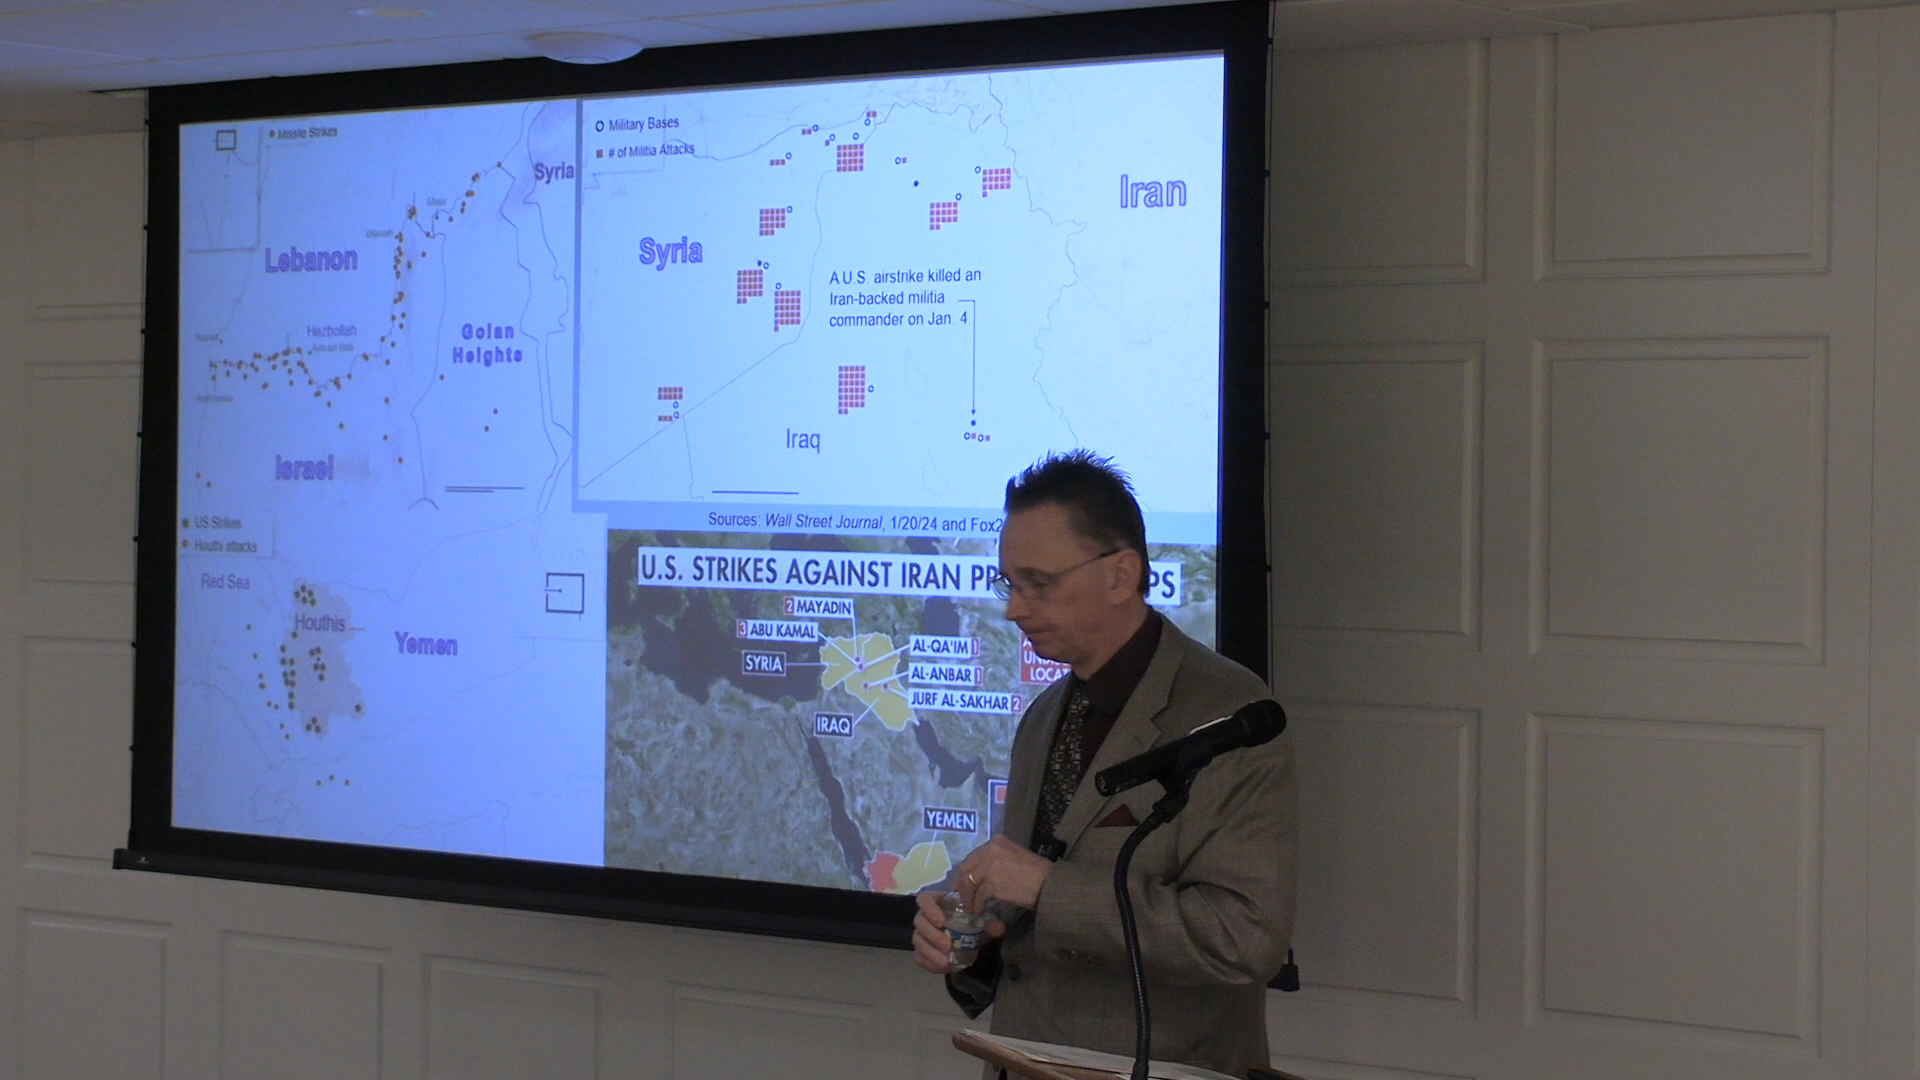 Missile Strikes
Syria
Ghajar
Lebanon
Hezbollah
Golan
Heights
Israel
Military Bases
# of Militia Attacks
Iran
Syria
A U.S. airstrike killed an
Iran-backed militia
commander on Jan. 4.
Iraq
Sources: Wall Street Journal, 1/20/24 and Fox
US Strikes
Houthi attacks
Red Sea
Houthis
Yemen
U.S. STRIKES AGAINST IRAN PR PS
2 MAYADIN
3 ABU KAMAL
SYRIA
AL-QA'IM 1
AL-ANBAR 1
JURF AL-SAKHAR 2
IRAQ
YEMEN